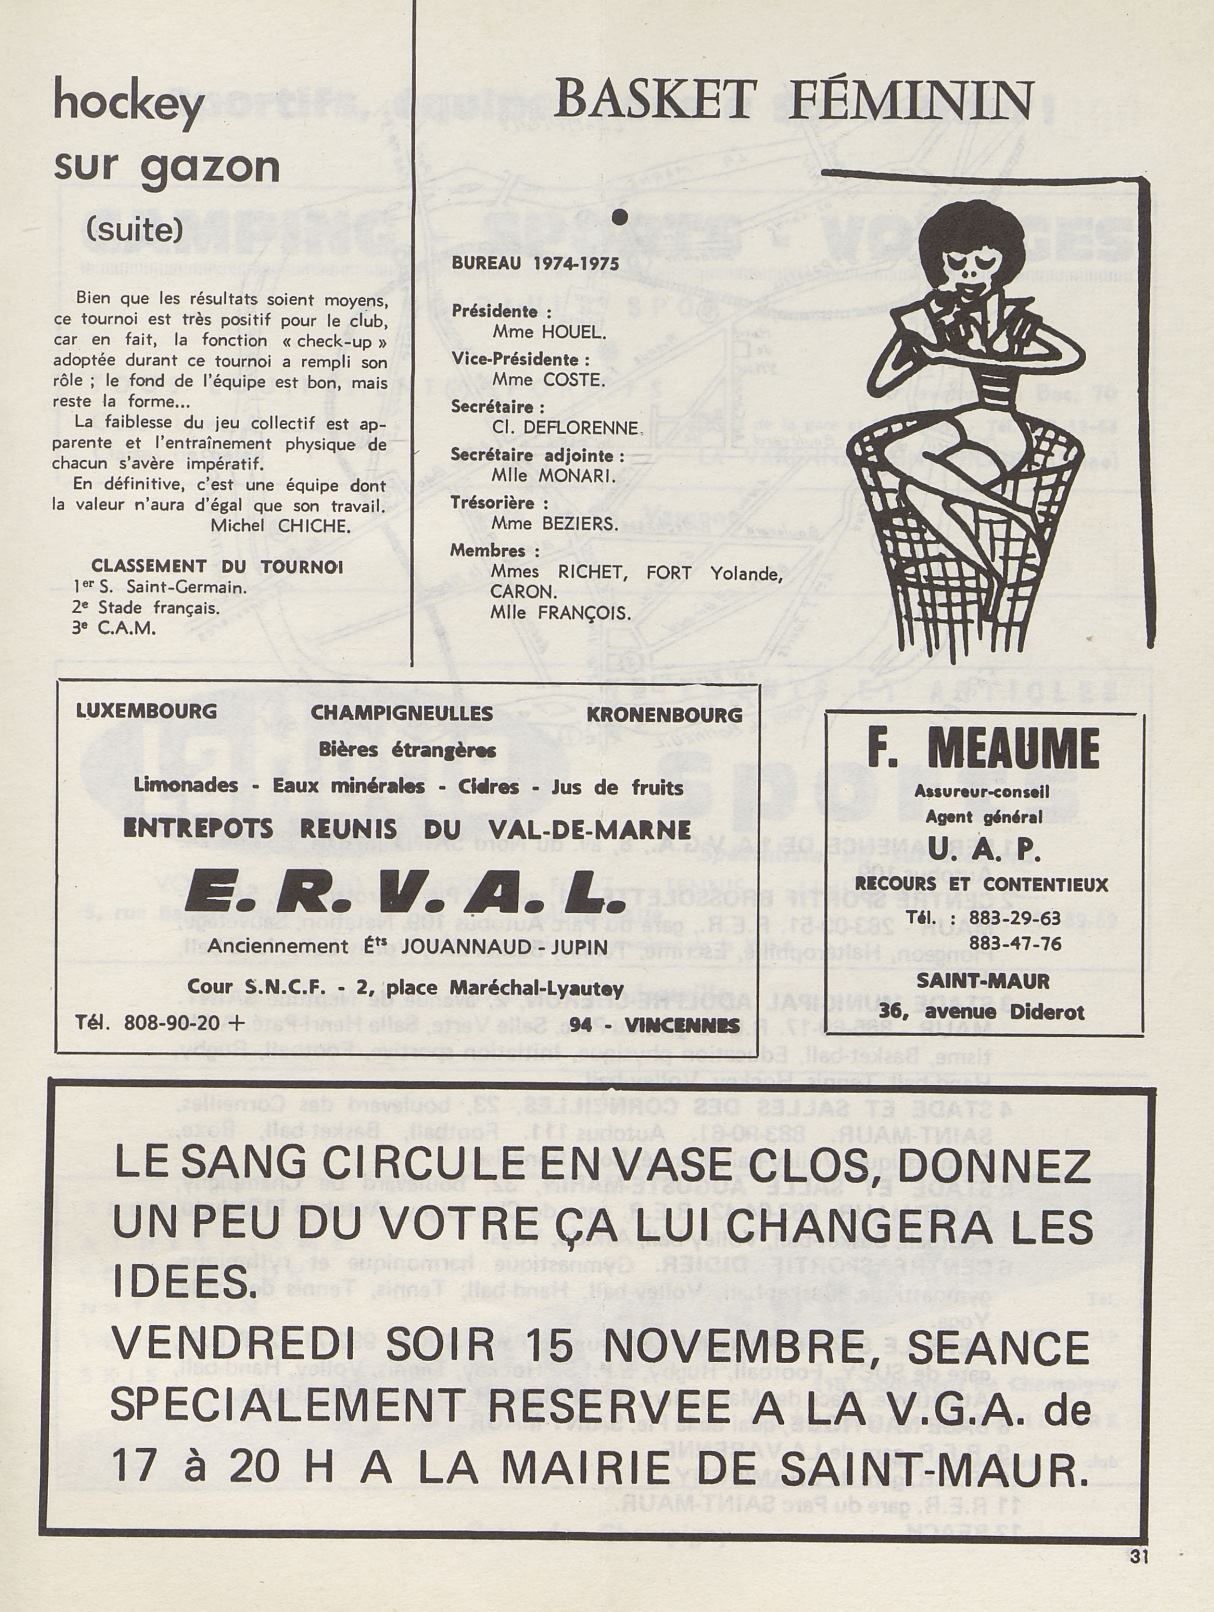 hockey
sur gazon
(suite)
Bien que les résultats soient moyens,
ce tournoi est très positif pour le club,
car en fait, la fonction « check-up »
adoptée durant ce tournoi a rempli son
rôle ; le fond de l'équipe est bon, mais
reste la forme...
La faiblesse du jeu collectif est ap-
parente et l'entraînement physique de
chacun s'avère impératif.
En définitive, c'est une équipe dont
la valeur n'aura d'égal que son travail.
Michel CHICHE.
CLASSEMENT DU TOURNOI
1er S. Saint-Germain.
2e Stade français.
3e C.A.M.
BASKET FÉMININ
BUREAU 1974-1975
Présidente :
Mme HOUEL.
Vice-Présidente :
Mme COSTE.
Secrétaire :
Cl. DEFLORENNE.
Secrétaire adjointe :
Mlle MONARI.
Trésorière :
Mme BEZIERS.
Membres :
Mmes RICHET, FORT Yolande,
CARON.
Mlle FRANÇOIS.
LUXEMBOURG CHAMPIGNEULLES KRONENBOURG
Bières étrangères
Limonades - Eaux minérales - Cidres - Jus de fruits
ENTREPOTS REUNIS DU VAL-DE-MARNE
E.R.V.A.L.
Anciennement Éts JOUANNAUD-JUPIN
Cour S.N.C.F. - 2, place Maréchal-Lyautey
Tél. 808-90-20 + 94 - VINCENNES
F. MEAUME
Assureur-conseil
Agent général
U. A. P.
RECOURS ET CONTENTIEUX
Tél. : 883-29-63
883-47-76
SAINT-MAUR
36, avenue Diderot
LE SANG CIRCULE EN VASE CLOS, DONNEZ
UN PEU DU VOTRE ÇA LUI CHANGERA LES
IDEES.
VENDREDI SOIR 15 NOVEMBRE, SEANCE
SPECIALEMENT RESERVEE A LA V.G.A. de
17 à 20 H A LA MAIRIE DE SAINT-MAUR.
31